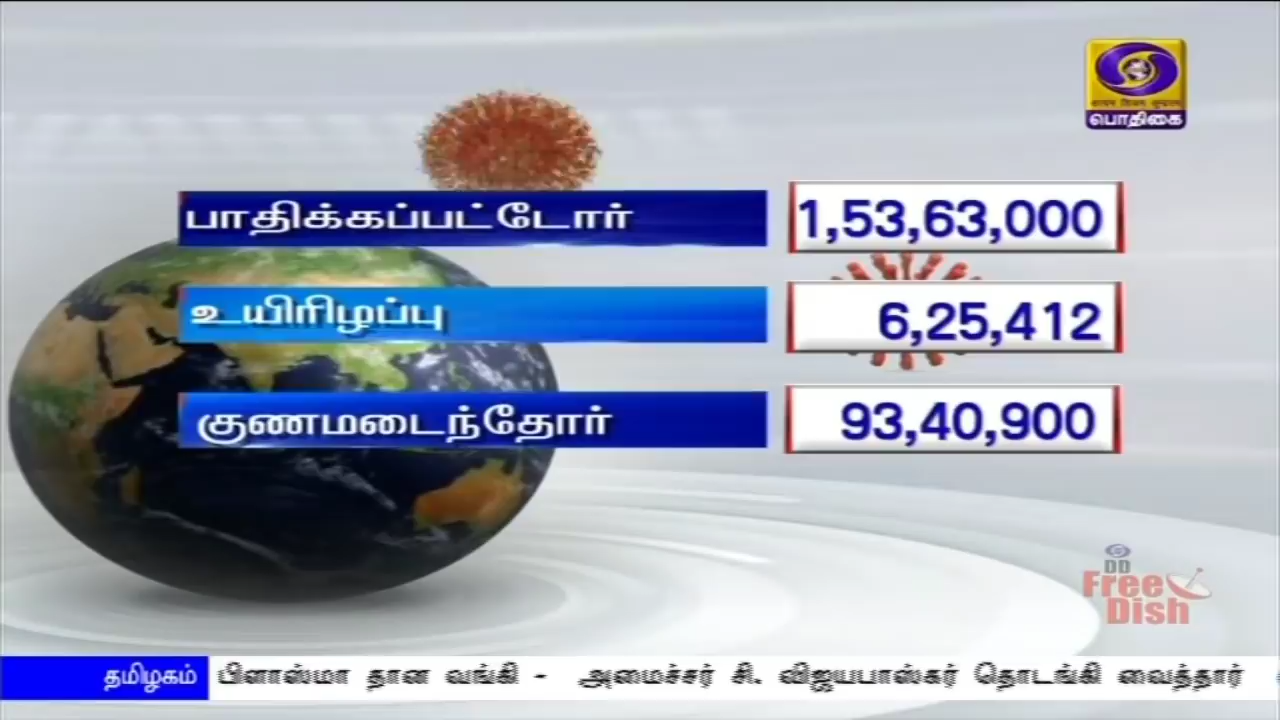 பொதிகை
பாதிக்கப்பட்டோர் 1,53,63,000
உயிரிழப்பு 6,25,412
குணமடைந்தோர் 93,40,900
DD
Free
Dish
தமிழகம் பிளாஸ்மா தான வங்கி - அமைச்சர் சி. விஜயபாஸ்கர் தொடங்கி வைத்தார்